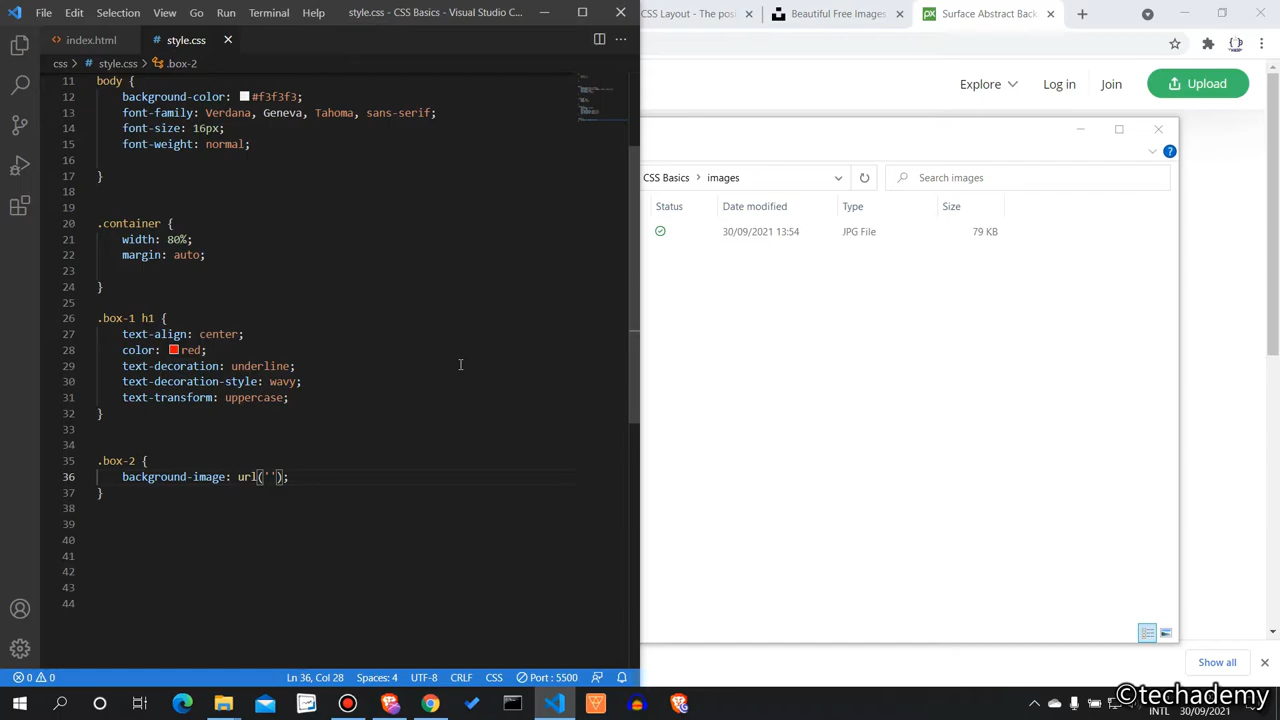 File Edit Selection View Go Run Terminal Help style.css - CSS Basics - Visual Studio C...
CSS Layout - The pos Beautiful Free Images Surface Abstract Back
index.html style.css
css > style.css > .box-2
Explore Log in Join Upload
11 body {
12 background-color: #f3f3f3;
13 font-family: Verdana, Geneva, Tahoma, sans-serif;
14 font-size: 16px;
15 font-weight: normal;
16
17 }
18
19
20 .container {
21 width: 80%;
22 margin: auto;
23
24 }
25
26 .box-1 h1 {
27 text-align: center;
28 color: red;
29 text-decoration: underline;
30 text-decoration-style: wavy;
31 text-transform: uppercase;
32 }
33
34
35 .box-2 {
36 background-image: url('');
37 }
38
39
40
41
42
43
44
CSS Basics > images Search images
Status Date modified Type Size
30/09/2021 13:54 JPG File 79 KB
Show all
0 0 Ln 36, Col 28 Spaces: 4 UTF-8 CRLF CSS Port : 5500
©techademy
INTL 30/09/2021